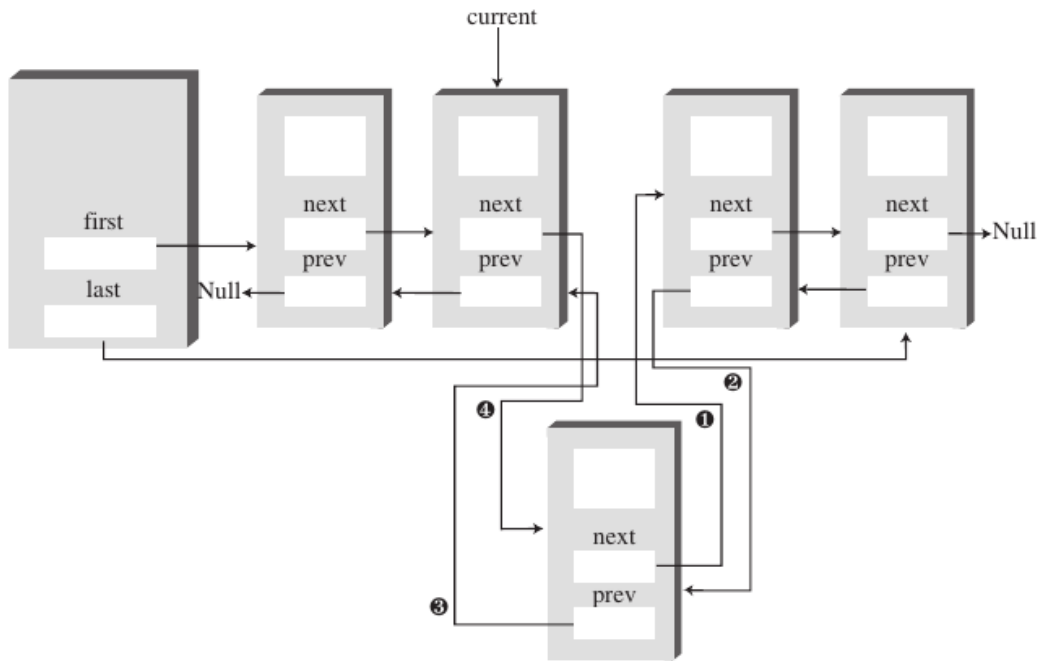 current
first
last
next
prev
next
prev
next
prev
next
prev
Null
Null
❷
❹
❶
next
prev
❸